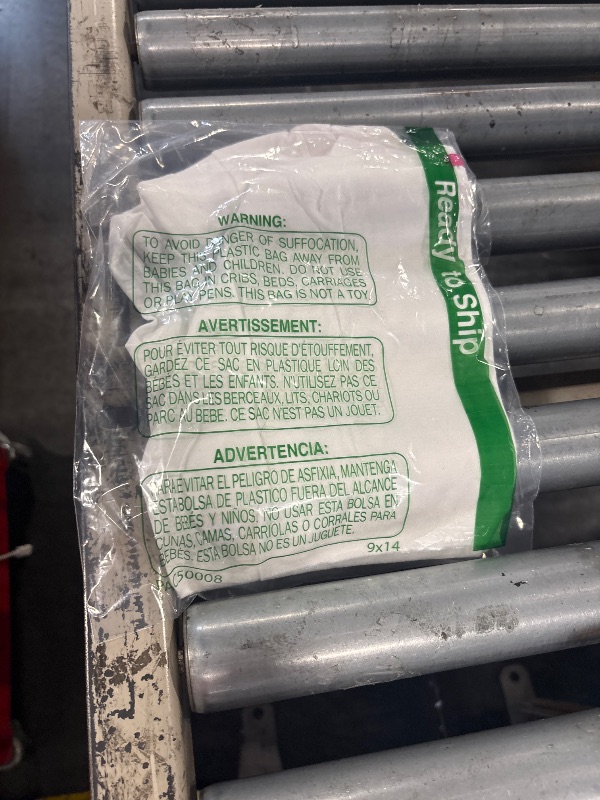 Ready to Ship
WARNING:
TO AVOID DANGER OF SUFFOCATION,
KEEP THIS PLASTIC BAG AWAY FROM
BABIES AND CHILDREN. DO NOT USE
THIS BAG IN CRIBS, BEDS, CARRIAGES
OR PLAY PENS. THIS BAG IS NOT A TOY.
AVERTISSEMENT:
POUR ÉVITER TOUT RISQUE D'ÉTOUFFEMENT,
GARDEZ CE SAC EN PLASTIQUE LOIN DES
BÉBÉS ET LES ENFANTS. N'UTILISEZ PAS CE
SAC DANS LES BERCEAUX, LITS, CHARIOTS OU
PARC AU BEBE. CE SAC N'EST PAS UN JOUET.
ADVERTENCIA:
PARA EVITAR EL PELIGRO DE ASFIXIA, MANTENGA
ESTA BOLSA DE PLASTICO FUERA DEL ALCANCE
DE BEBÉS Y NIÑOS. NO USAR ESTA BOLSA EN
CUNAS, CAMAS, CARRIOLAS O CORRALES PARA
BEBES. ESTA BOLSA NO ES UN JUGUETE.
9x14
50008